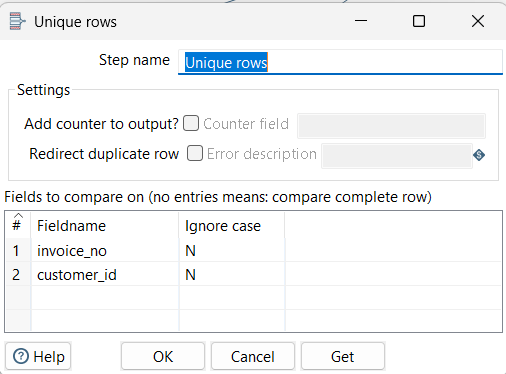 Unique rows
Step name Unique rows
Settings
Add counter to output? Counter field
Redirect duplicate row Error description
Fields to compare on (no entries means: compare complete row)
# Fieldname Ignore case
1 invoice_no N
2 customer_id N
Help OK Cancel Get